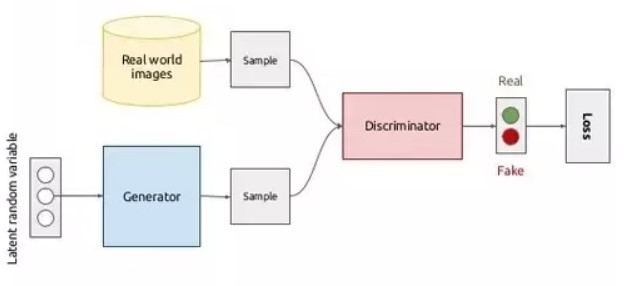 Real world
images
Sample
Discriminator
Real
Fake
Loss
Latent random variable
Generator
Sample